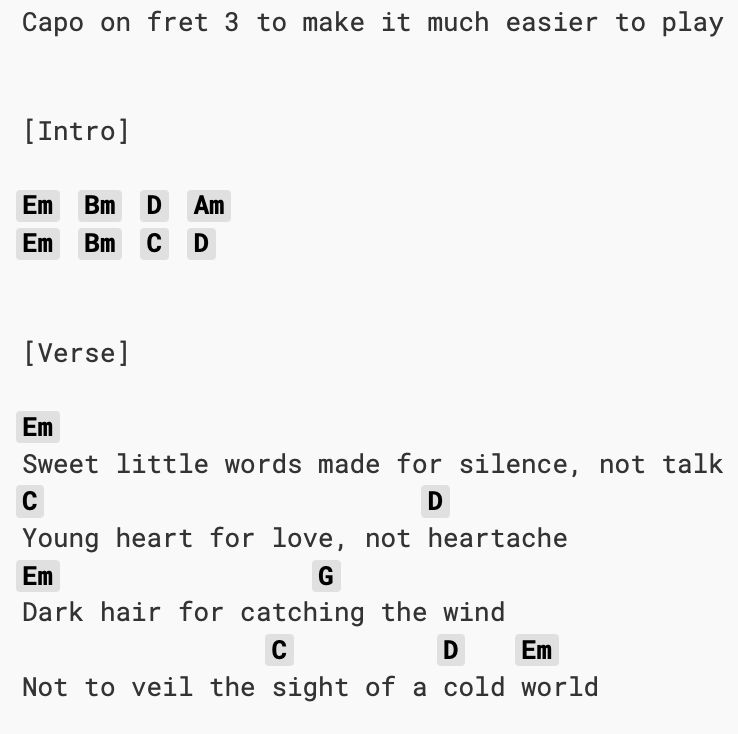 Capo on fret 3 to make it much easier to play
[Intro]
Em Bm D Am
Em Bm C D
[Verse]
Em
Sweet little words made for silence, not talk
C D
Young heart for love, not heartache
Em G
Dark hair for catching the wind
C D Em
Not to veil the sight of a cold world